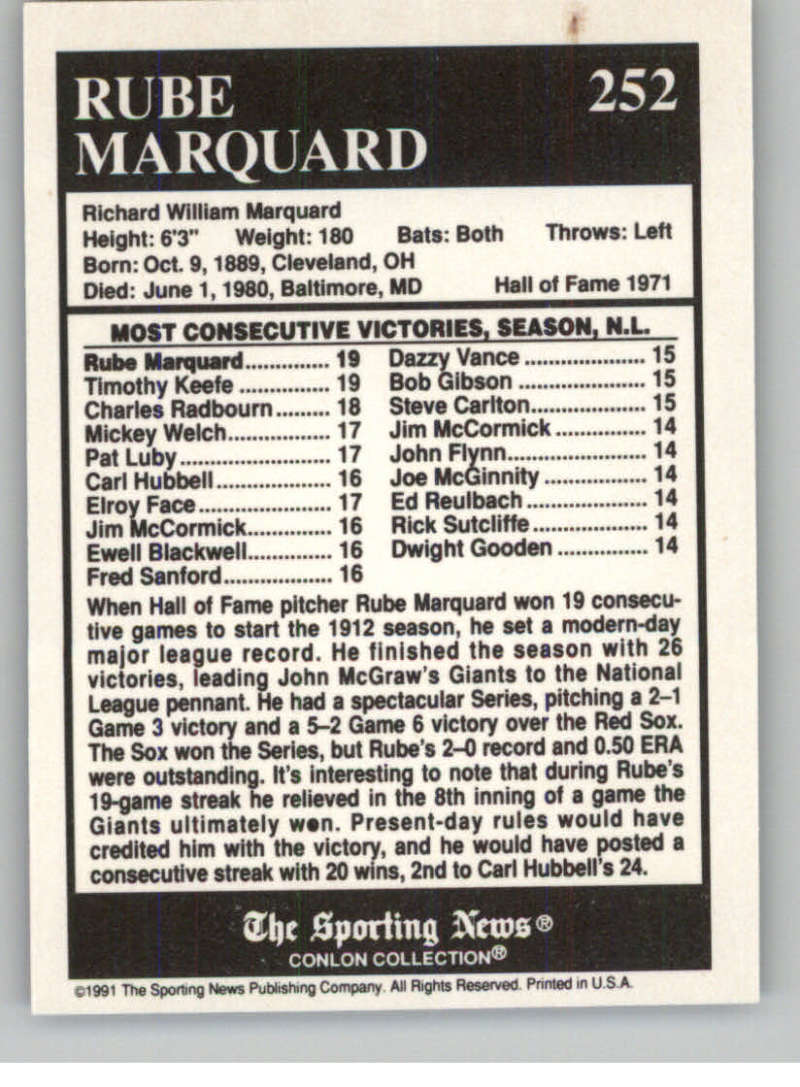 RUBE
MARQUARD
252
Richard William Marquard
Height: 6'3" Weight: 180 Bats: Both Throws: Left
Born: Oct. 9, 1889, Cleveland, OH
Died: June 1, 1980, Baltimore, MD Hall of Fame 1971
MOST CONSECUTIVE VICTORIES, SEASON, N.L.
Rube Marquard.............. 19
Timothy Keefe ............... 19
Charles Radbourn......... 18
Mickey Welch................. 17
Pat Luby......................... 17
Carl Hubbell................... 16
Elroy Face...................... 17
Jim McCormick.............. 16
Ewell Blackwell.............. 16
Fred Sanford.................. 16
Dazzy Vance .................... 15
Bob Gibson ..................... 15
Steve Carlton................... 15
Jim McCormick ............... 14
John Flynn....................... 14
Joe McGinnity ................. 14
Ed Reulbach .................... 14
Rick Sutcliffe ................... 14
Dwight Gooden ............... 14
When Hall of Fame pitcher Rube Marquard won 19 consecu-
tive games to start the 1912 season, he set a modern-day
major league record. He finished the season with 26
victories, leading John McGraw's Giants to the National
League pennant. He had a spectacular Series, pitching a 2–1
Game 3 victory and a 5–2 Game 6 victory over the Red Sox.
The Sox won the Series, but Rube's 2–0 record and 0.50 ERA
were outstanding. It's interesting to note that during Rube's
19-game streak he relieved in the 8th inning of a game the
Giants ultimately won. Present-day rules would have
credited him with the victory, and he would have posted a
consecutive streak with 20 wins, 2nd to Carl Hubbell's 24.
The Sporting News®
CONLON COLLECTION®
©1991 The Sporting News Publishing Company. All Rights Reserved. Printed in U.S.A.